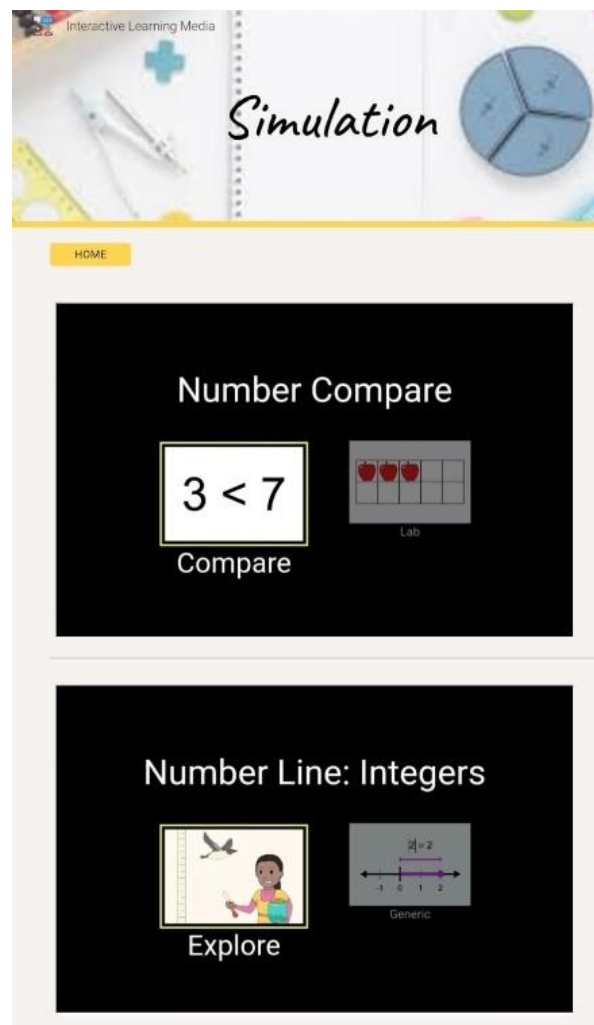 Interactive Learning Media
Simulation
HOME
Number Compare
3 < 7
Compare
Lab
Number Line: Integers
|2| = 2
-1 0 1 2
Explore
Generic